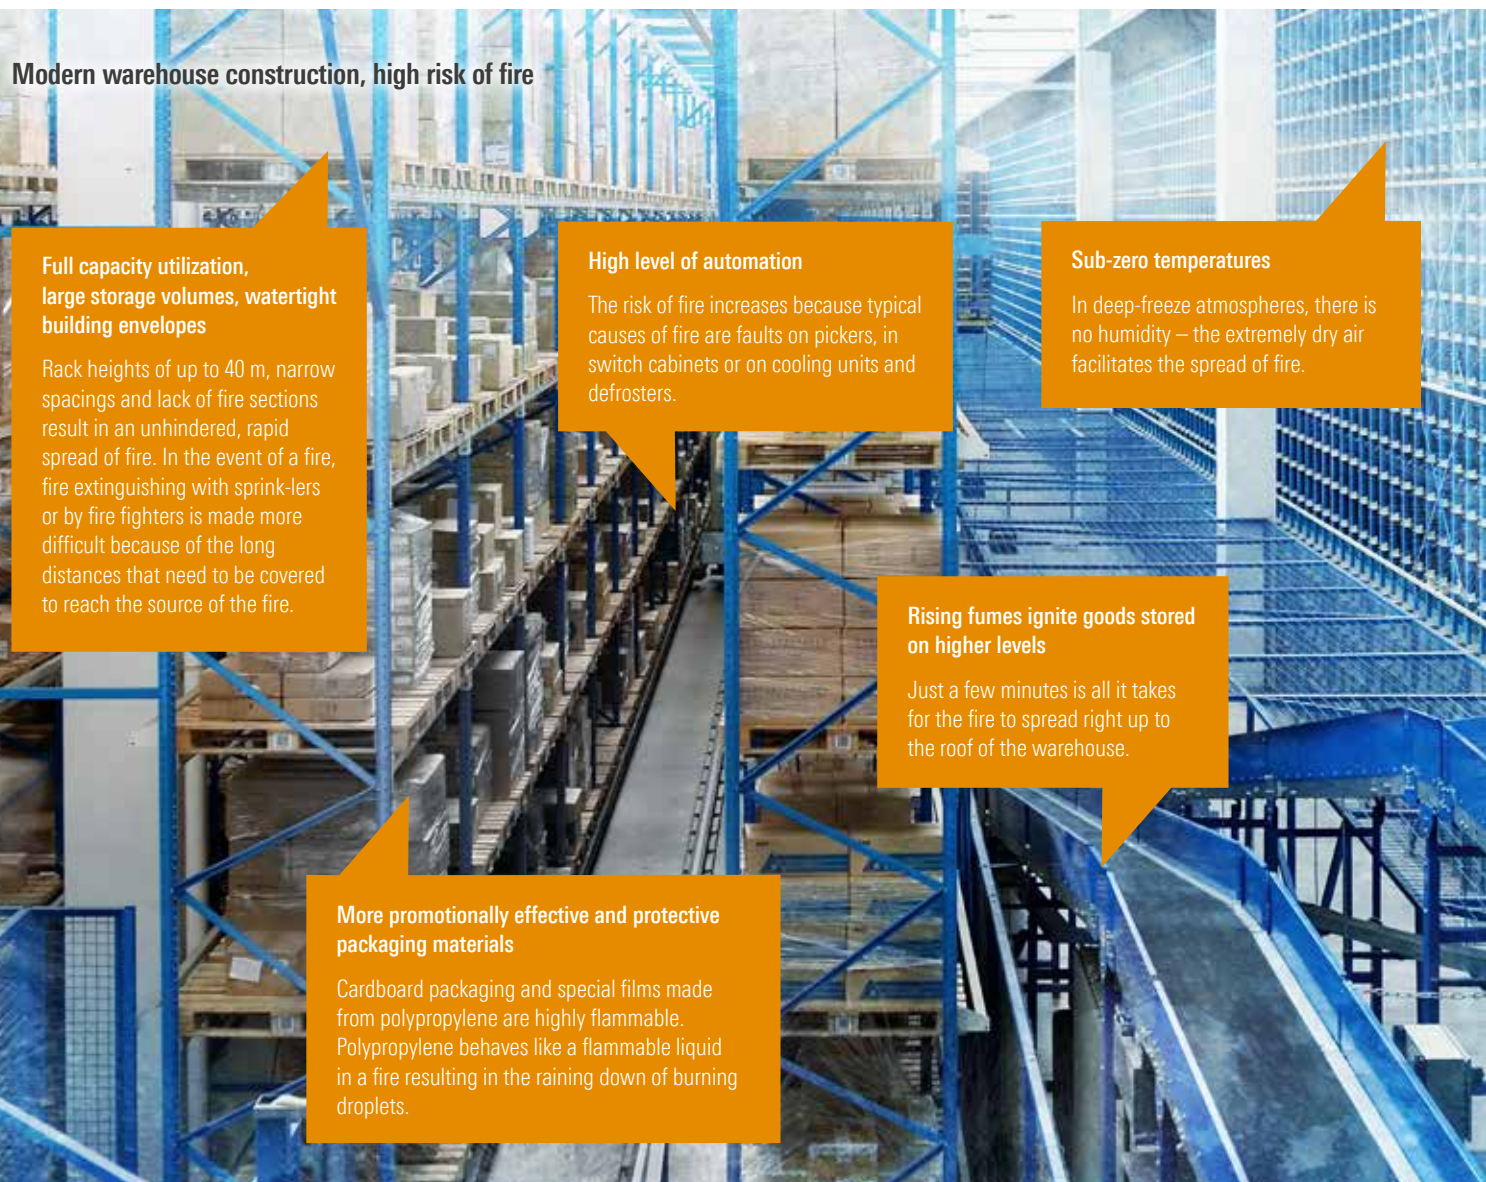 Modern warehouse construction, high risk of fire
Full capacity utilization,
large storage volumes, watertight
building envelopes
Rack heights of up to 40 m, narrow
spacings and lack of fire sections
result in an unhindered, rapid
spread of fire. In the event of a fire,
fire extinguishing with sprink-lers
or by fire fighters is made more
difficult because of the long
distances that need to be covered
to reach the source of the fire.
High level of automation
The risk of fire increases because typical
causes of fire are faults on pickers, in
switch cabinets or on cooling units and
defrosters.
Sub-zero temperatures
In deep-freeze atmospheres, there is
no humidity – the extremely dry air
facilitates the spread of fire.
Rising fumes ignite goods stored
on higher levels
Just a few minutes is all it takes
for the fire to spread right up to
the roof of the warehouse.
More promotionally effective and protective
packaging materials
Cardboard packaging and special films made
from polypropylene are highly flammable.
Polypropylene behaves like a flammable liquid
in a fire resulting in the raining down of burning
droplets.